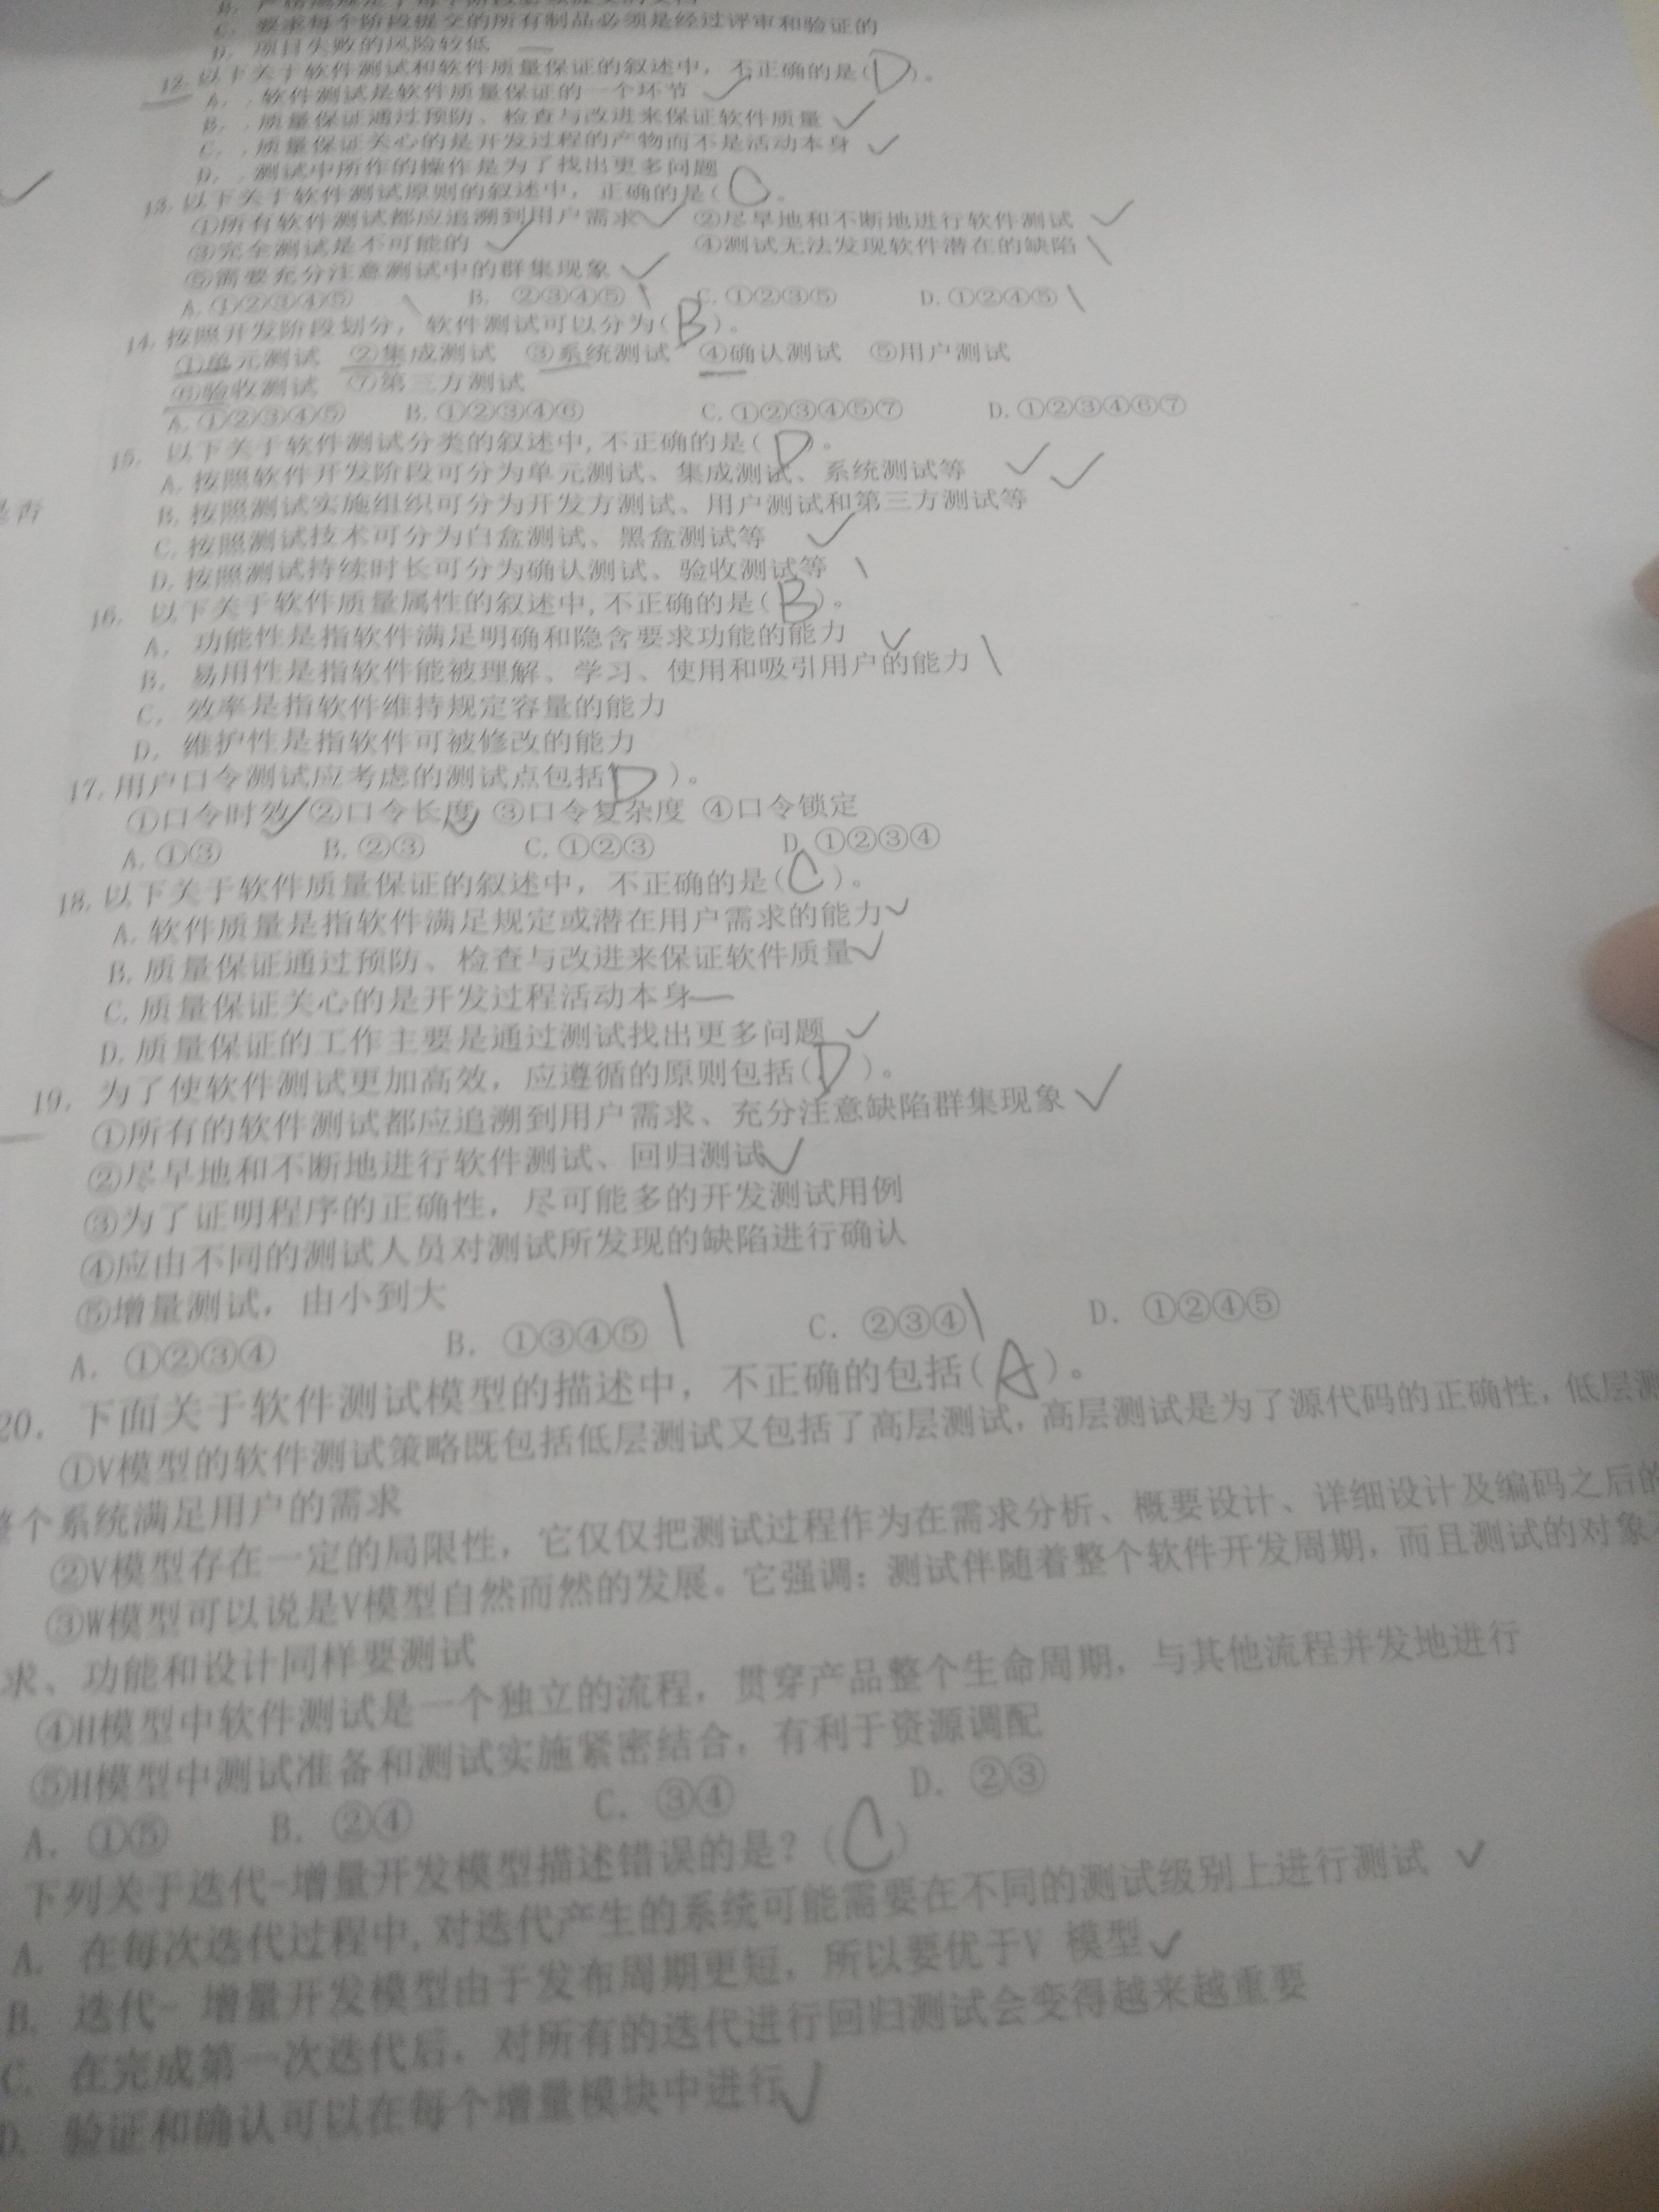 C. 要求每个阶段提交的所有制品必须是经过评审和验证的
D. 项目失败的风险较低
12. 以下关于软件测试和软件质量保证的叙述中，不正确的是(D)。
A. 软件测试是软件质量保证的一个环节
B. 质量保证通过预防、检查与改进来保证软件质量
C. 质量保证关心的是开发过程的产物而不是活动本身
D. 测试中所作的操作是为了找出更多问题
13. 以下关于软件测试原则的叙述中，正确的是(C)。
①所有软件测试都应追溯到用户需求 ②尽早地和不断地进行软件测试
③完全测试是不可能的 ④测试无法发现软件潜在的缺陷
⑤需要充分注意测试中的群集现象
A. ①②③④⑤ B. ②③④⑤ C. ①②③⑤ D. ①②④⑤
14. 按照开发阶段划分，软件测试可以分为(B)。
①单元测试 ②集成测试 ③系统测试 ④确认测试 ⑤用户测试
⑥验收测试 ⑦第三方测试
A. ①②③④⑤ B. ①②③④⑥ C. ①②③④⑤⑦ D. ①②③④⑥⑦
15. 以下关于软件测试分类的叙述中,不正确的是(D)。
A. 按照软件开发阶段可分为单元测试、集成测试、系统测试等
是否
B. 按照测试实施组织可分为开发方测试、用户测试和第三方测试等
C. 按照测试技术可分为白盒测试、黑盒测试等
D. 按照测试持续时长可分为确认测试、验收测试等
16. 以下关于软件质量属性的叙述中,不正确的是(B)。
A. 功能性是指软件满足明确和隐含要求功能的能力
B. 易用性是指软件能被理解、学习、使用和吸引用户的能力
C. 效率是指软件维持规定容量的能力
D. 维护性是指软件可被修改的能力
17. 用户口令测试应考虑的测试点包括(D)。
①口令时效 ②口令长度 ③口令复杂度 ④口令锁定
A. ①③ B. ②③ C. ①②③ D. ①②③④
18. 以下关于软件质量保证的叙述中，不正确的是(C)。
A. 软件质量是指软件满足规定或潜在用户需求的能力
B. 质量保证通过预防、检查与改进来保证软件质量
C. 质量保证关心的是开发过程活动本身
D. 质量保证的工作主要是通过测试找出更多问题
19. 为了使软件测试更加高效，应遵循的原则包括(D)。
①所有的软件测试都应追溯到用户需求、充分注意缺陷群集现象
②尽早地和不断地进行软件测试、回归测试
③为了证明程序的正确性，尽可能多的开发测试用例
④应由不同的测试人员对测试所发现的缺陷进行确认
⑤增量测试，由小到大
A. ①②③④ B. ①③④⑤ C. ②③④ D. ①②④⑤
20. 下面关于软件测试模型的描述中，不正确的包括(A)。
①V模型的软件测试策略既包括低层测试又包括了高层测试，高层测试是为了源代码的正确性，低层测
整个系统满足用户的需求
②V模型存在一定的局限性，它仅仅把测试过程作为在需求分析、概要设计、详细设计及编码之后的
③W模型可以说是V模型自然而然的发展。它强调：测试伴随着整个软件开发周期，而且测试的对象
求、功能和设计同样要测试
④H模型中软件测试是一个独立的流程，贯穿产品整个生命周期，与其他流程并发地进行
⑤H模型中测试准备和测试实施紧密结合，有利于资源调配
A. ①⑤ B. ②④ C. ③④ D. ②③
下列关于迭代-增量开发模型描述错误的是？(C)
A. 在每次迭代过程中,对迭代产生的系统可能需要在不同的测试级别上进行测试
B. 迭代- 增量开发模型由于发布周期更短，所以要优于V 模型
C. 在完成第一次迭代后，对所有的迭代进行回归测试会变得越来越重要
D. 验证和确认可以在每个增量模块中进行